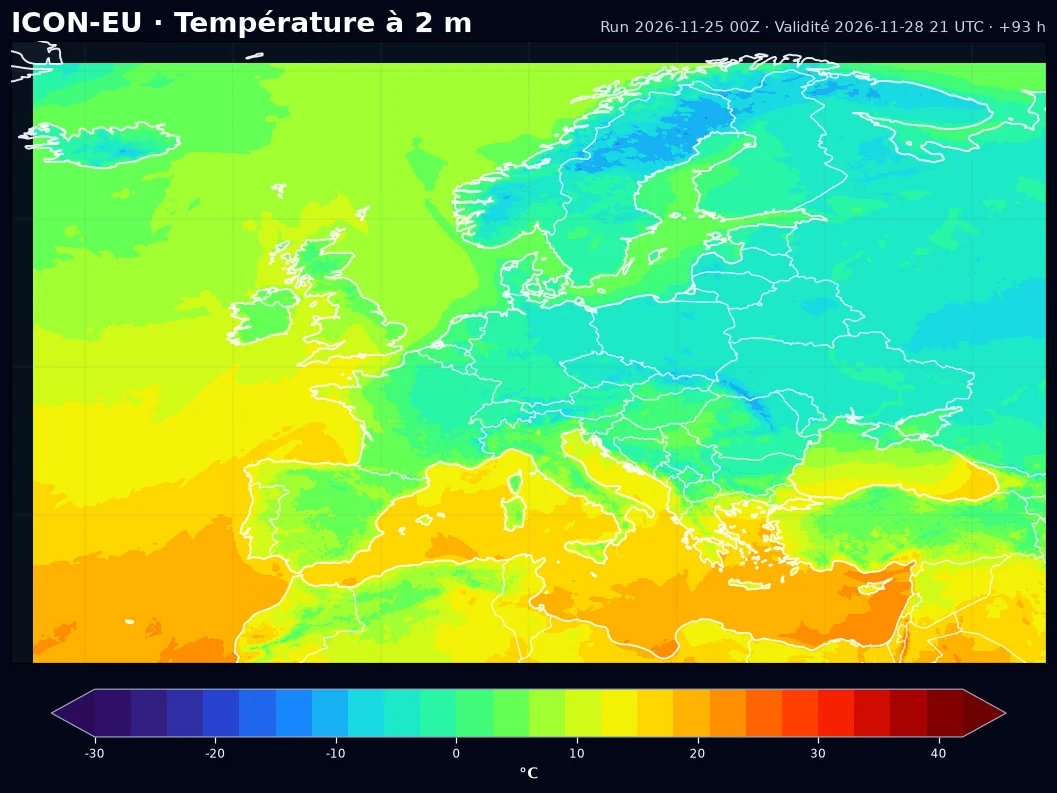 ICON-EU · Température à 2 m
Run 2026-11-25 00Z · Validité 2026-11-28 21 UTC · +93 h
-30 -20 -10 0 10 20 30 40
°C